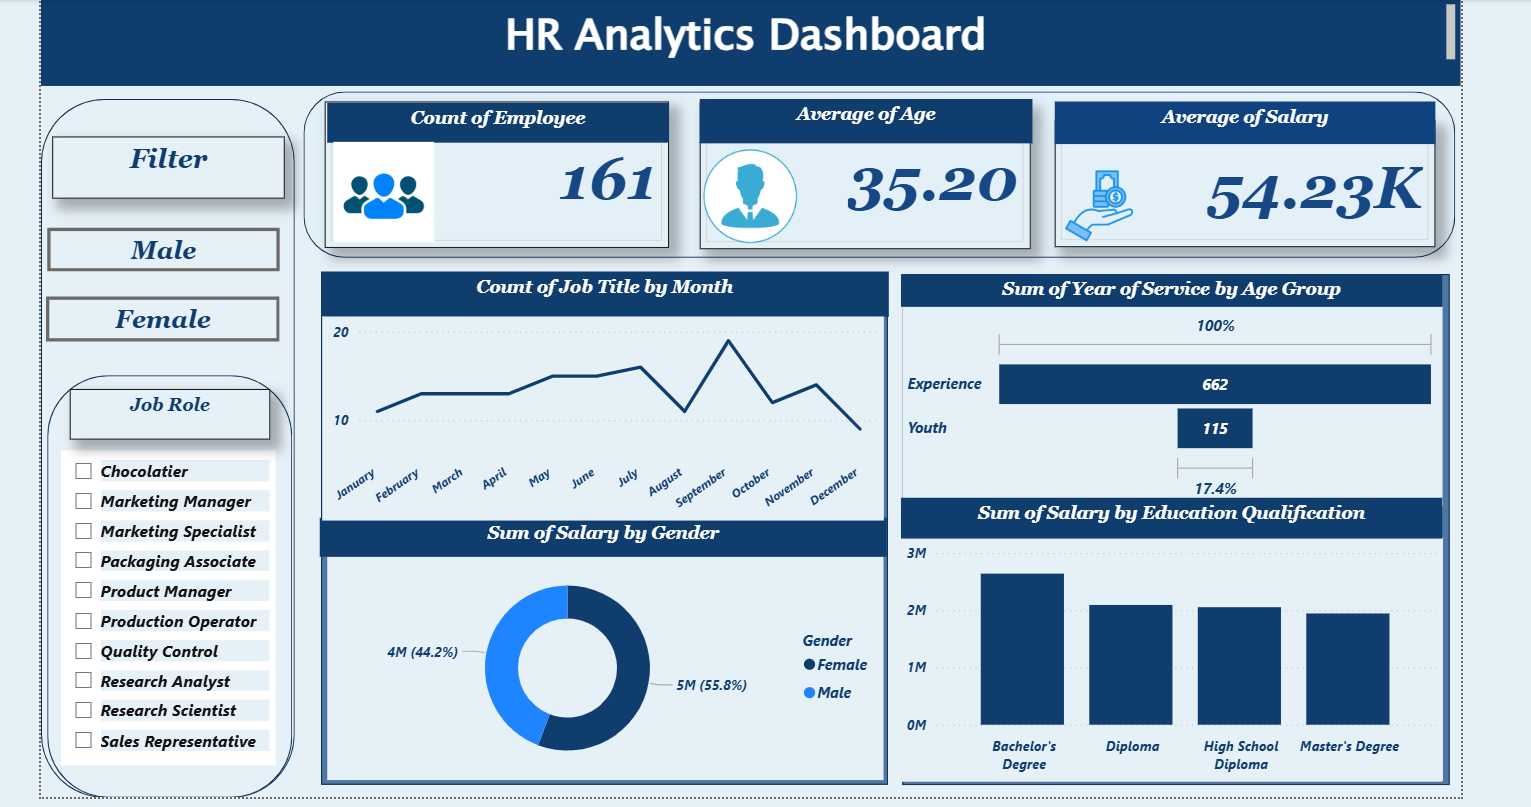 HR Analytics Dashboard
Filter
Male
Female
Job Role
Chocolatier
Marketing Manager
Marketing Specialist
Packaging Associate
Product Manager
Production Operator
Quality Control
Research Analyst
Research Scientist
Sales Representative
Count of Employee
161
Average of Age
35.20
Average of Salary
54.23K
Count of Job Title by Month
20
10
January
February
March
April
May
June
July
August
September
October
November
December
Sum of Year of Service by Age Group
100%
Experience
662
Youth
115
17.4%
Sum of Salary by Gender
4M (44.2%)
5M (55.8%)
Gender
Female
Male
Sum of Salary by Education Qualification
3M
2M
1M
0M
Bachelor's
Degree
Diploma
High School
Diploma
Master's Degree